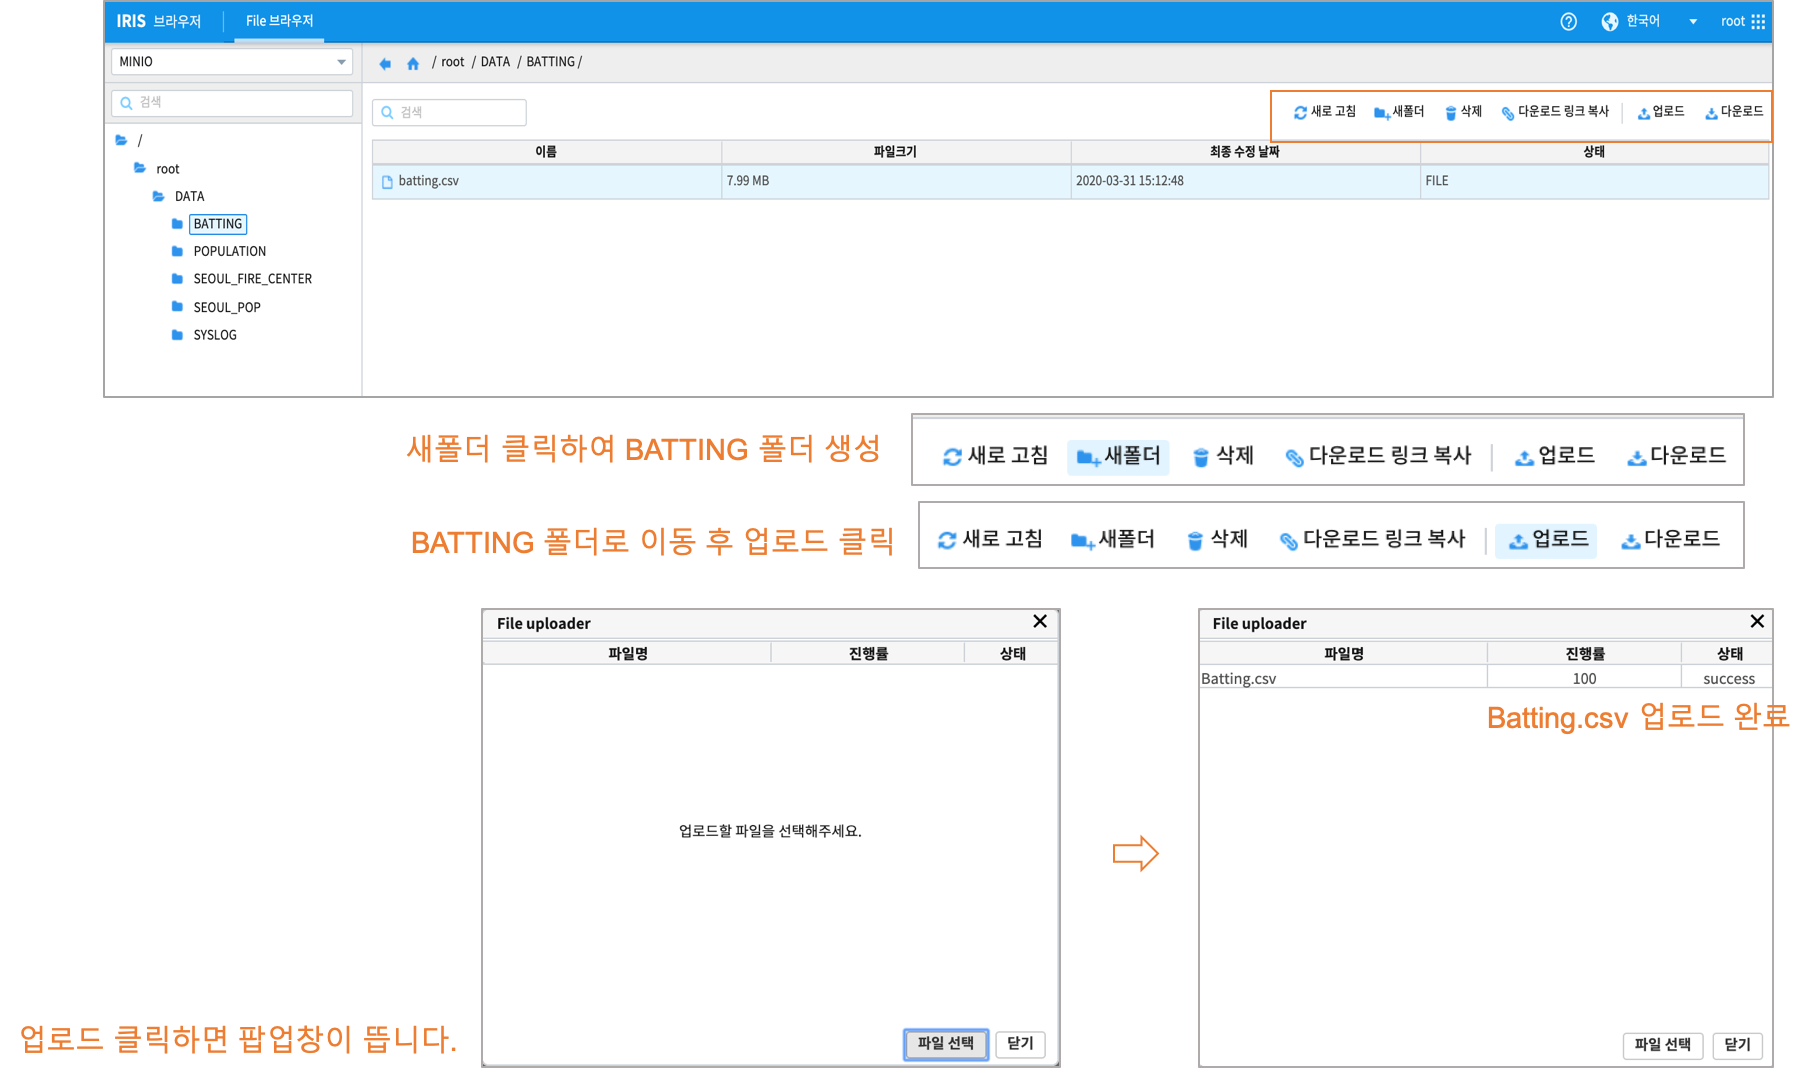 IRIS 브라우저 File 브라우저 한국어 root
MINIO / root / DATA / BATTING /
검색 검색 새로 고침 새폴더 삭제 다운로드 링크 복사 업로드 다운로드
/
root
DATA
BATTING
POPULATION
SEOUL_FIRE_CENTER
SEOUL_POP
SYSLOG
이름 파일크기 최종 수정 날짜 상태
batting.csv 7.99 MB 2020-03-31 15:12:48 FILE
새폴더 클릭하여 BATTING 폴더 생성
새로 고침 새폴더 삭제 다운로드 링크 복사 업로드 다운로드
BATTING 폴더로 이동 후 업로드 클릭
새로 고침 새폴더 삭제 다운로드 링크 복사 업로드 다운로드
File uploader
파일명 진행률 상태
업로드할 파일을 선택해주세요.
파일 선택 닫기
File uploader
파일명 진행률 상태
Batting.csv 100 success
Batting.csv 업로드 완료
파일 선택 닫기
업로드 클릭하면 팝업창이 뜹니다.